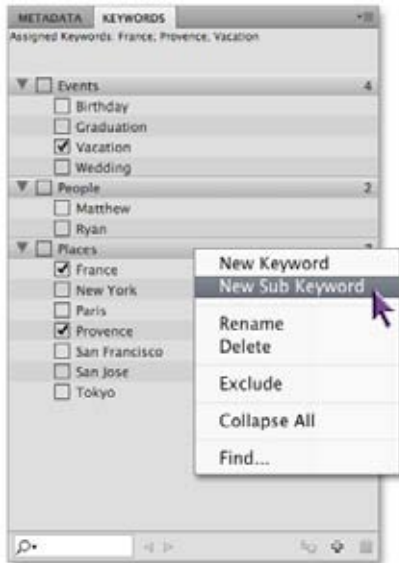 METADATA KEYWORDS
Assigned Keywords: France; Provence; Vacation
Events 4
Birthday
Graduation
Vacation
Wedding
People 2
Matthew
Ryan
Places 7
France
New York
Paris
Provence
San Francisco
San Jose
Tokyo
New Keyword
New Sub Keyword
Rename
Delete
Exclude
Collapse All
Find...